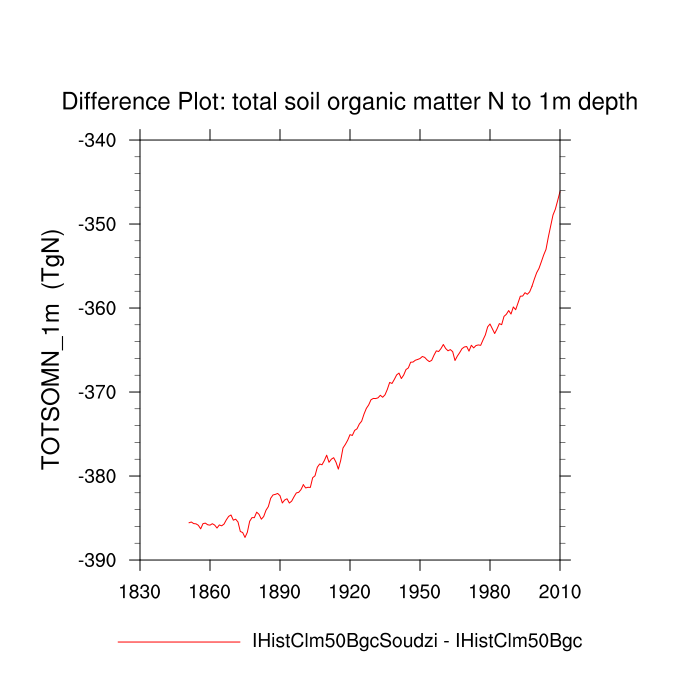 Difference Plot: total soil organic matter N to 1m depth
TOTSOMN_1m (TgN)
-340
-350
-360
-370
-380
-390
1830 1860 1890 1920 1950 1980 2010
IHistClm50BgcSoudzi - IHistClm50Bgc